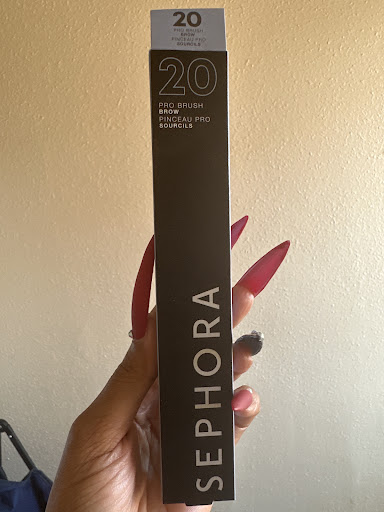 20
PRO BRUSH
BROW
PINCEAU PRO
SOURCILS
20
PRO BRUSH
BROW
PINCEAU PRO
SOURCILS
SEPHORA